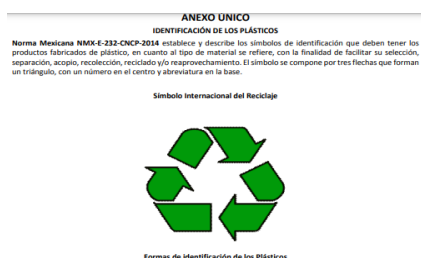 ANEXO ÚNICO
IDENTIFICACIÓN DE LOS PLÁSTICOS
Norma Mexicana NMX-E-232-CNCP-2014 establece y describe los símbolos de identificación que deben tener los
productos fabricados de plástico, en cuanto al tipo de material se refiere, con la finalidad de facilitar su selección,
separación, acopio, recolección, reciclado y/o reaprovechamiento. El símbolo se compone por tres flechas que forman
un triángulo, con un número en el centro y abreviatura en la base.
Símbolo Internacional del Reciclaje
Formas de identificación de los Plásticos